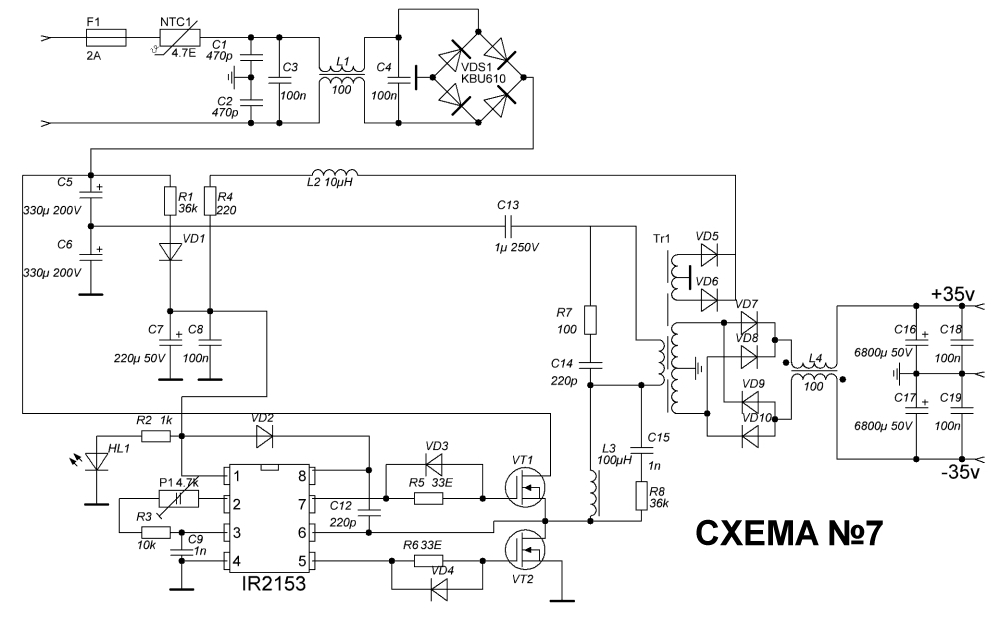 F1
2A
NTC1
ϑ
4.7E
C1
470p
C2
470p
C3
100n
L1
100
C4
100n
VDS1
KBU610
C5
+
330µ 200V
C6
+
330µ 200V
R1
36k
R4
220
L2 10µH
VD1
C7
+
220µ 50V
C8
100n
C13
1µ 250V
Tr1
VD5
VD6
R7
100
C14
220p
VD7
VD8
VD9
VD10
L4
100
+35v
C16
+
6800µ 50V
C18
100n
C17
+
6800µ 50V
C19
100n
-35v
R2 1k
VD2
HL1
P1 4.7k
R3
10k
C9
1n
1
2
3
4
8
7
6
5
IR2153
C12
220p
VD3
R5 33E
R6 33E
VD4
VT1
VT2
L3
100µH
C15
1n
R8
36k
СХЕМА №7